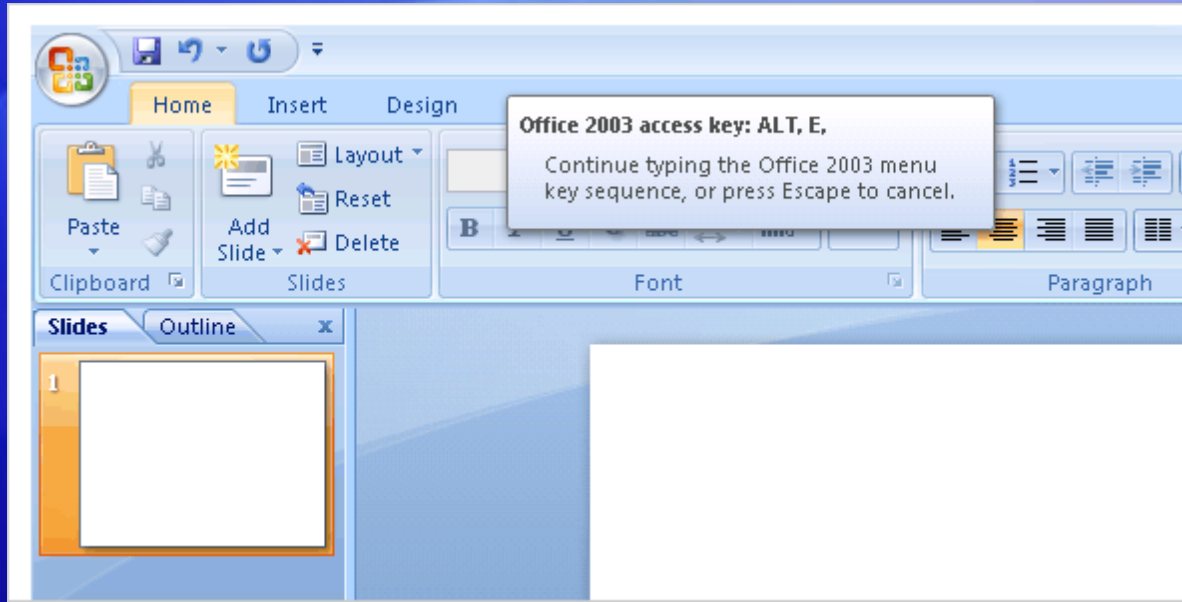 Home Insert Design
Office 2003 access key: ALT, E,
Continue typing the Office 2003 menu
key sequence, or press Escape to cancel.
Layout
Reset
Paste
Add
Slide
Delete
B
Clipboard Slides Font Paragraph
Slides Outline x
1